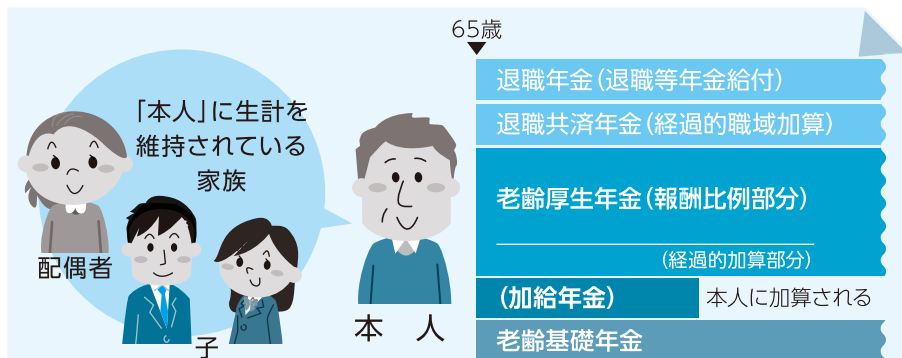 65歳
「本人」に生計を
維持されている
家族
配偶者
子
本 人
退職年金(退職等年金給付)
退職共済年金(経過的職域加算)
老齢厚生年金(報酬比例部分)
(経過的加算部分)
(加給年金)
本人に加算される
老齢基礎年金